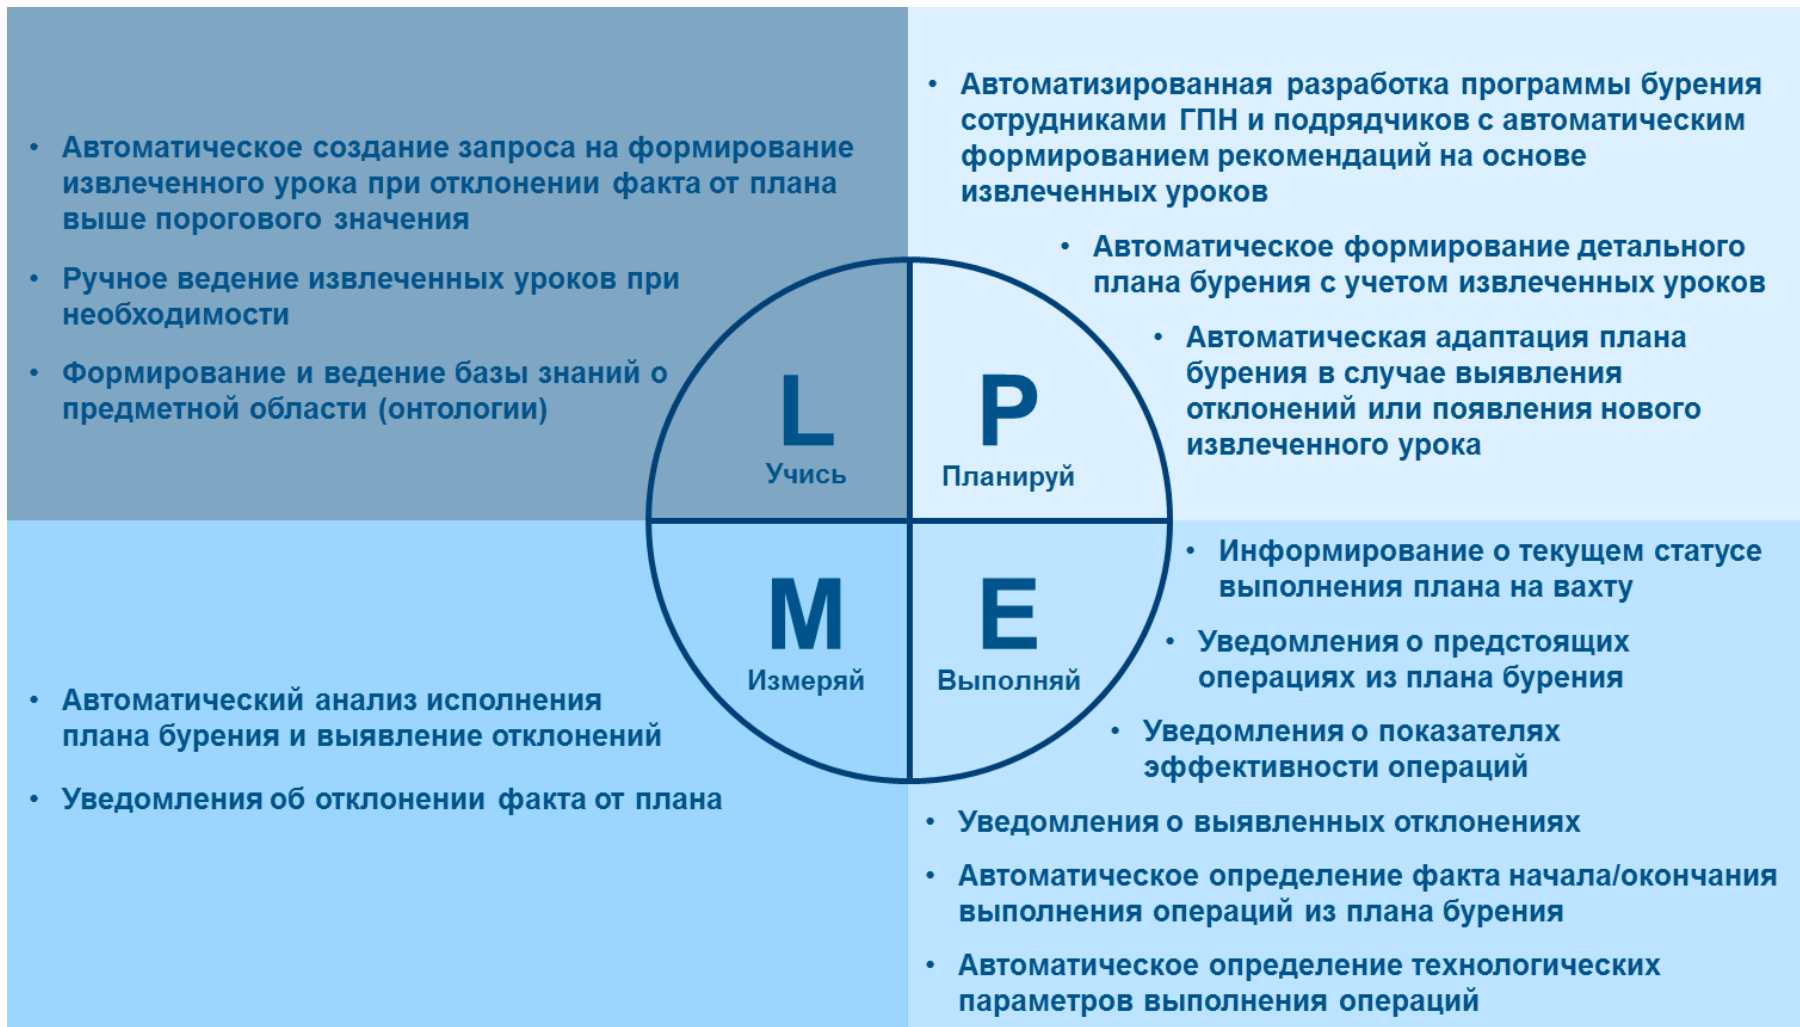 • Автоматическое создание запроса на формирование
извлеченного урока при отклонении факта от плана
выше порогового значения
• Ручное ведение извлеченных уроков при
необходимости
• Формирование и ведение базы знаний о
предметной области (онтологии)
• Автоматизированная разработка программы бурения
сотрудниками ГПН и подрядчиков с автоматическим
формированием рекомендаций на основе
извлеченных уроков
• Автоматическое формирование детального
плана бурения с учетом извлеченных уроков
• Автоматическая адаптация плана
бурения в случае выявления
отклонений или появления нового
извлеченного урока
L
Учись
P
Планируй
M
Измеряй
E
Выполняй
• Автоматический анализ исполнения
плана бурения и выявление отклонений
• Уведомления об отклонении факта от плана
• Информирование о текущем статусе
выполнения плана на вахту
• Уведомления о предстоящих
операциях из плана бурения
• Уведомления о показателях
эффективности операций
• Уведомления о выявленных отклонениях
• Автоматическое определение факта начала/окончания
выполнения операций из плана бурения
• Автоматическое определение технологических
параметров выполнения операций